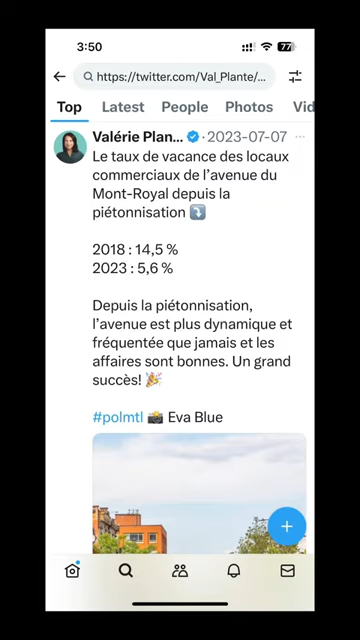 3:50
77
https://twitter.com/Val_Plante/...
Top Latest People Photos Vid
Valérie Plan... · 2023-07-07 ...
Le taux de vacance des locaux
commerciaux de l'avenue du
Mont-Royal depuis la
piétonnisation ⤵️
2018 : 14,5 %
2023 : 5,6 %
Depuis la piétonnisation,
l'avenue est plus dynamique et
fréquentée que jamais et les
affaires sont bonnes. Un grand
succès! 🎉
#polmtl 📸 Eva Blue